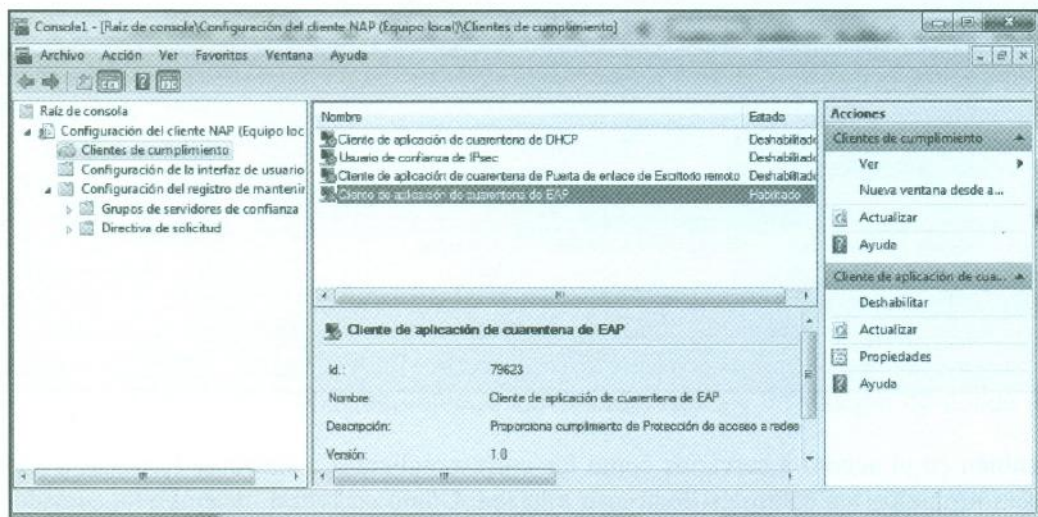 Consola1 - [Raíz de consola\Configuración del cliente NAP (Equipo local)\Clientes de cumplimiento]
Archivo Acción Ver Favoritos Ventana Ayuda
Raíz de consola
Configuración del cliente NAP (Equipo loc
Clientes de cumplimiento
Configuración de la interfaz de usuario
Configuración del registro de mantenir
Grupos de servidores de confianza
Directiva de solicitud
Nombre Estado
Cliente de aplicación de cuarentena de DHCP Deshabilitado
Usuario de confianza de IPsec Deshabilitado
Cliente de aplicación de cuarentena de Puerta de enlace de Escritorio remoto Deshabilitado
Cliente de aplicación de cuarentena de EAP Habilitado
Cliente de aplicación de cuarentena de EAP
Id.: 79623
Nombre: Cliente de aplicación de cuarentena de EAP
Descripción: Proporciona cumplimiento de Protección de acceso a redes
Versión: 1.0
Acciones
Clientes de cumplimiento
Ver
Nueva ventana desde a...
Actualizar
Ayuda
Cliente de aplicación de cua...
Deshabilitar
Actualizar
Propiedades
Ayuda